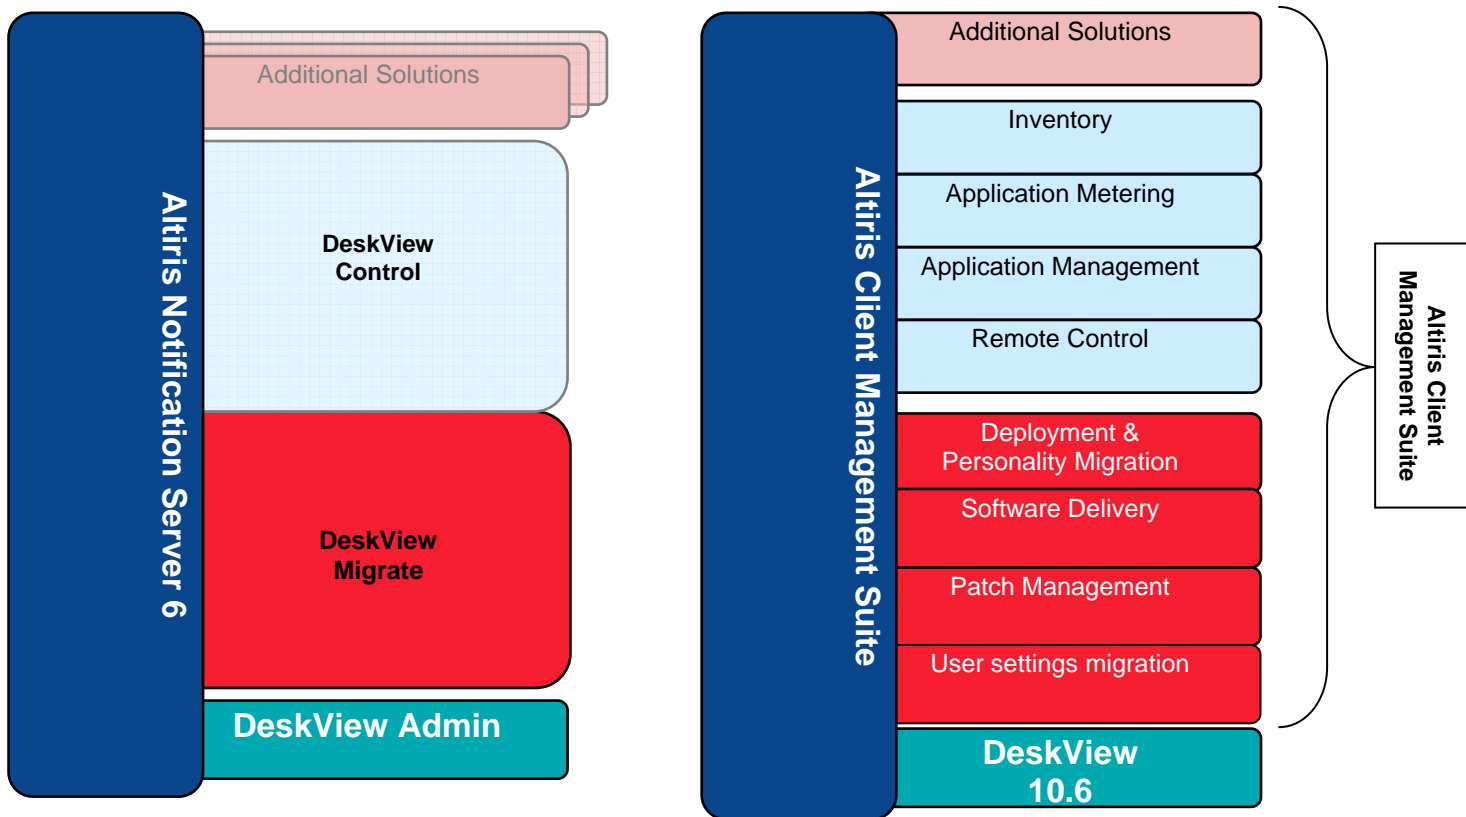 Altiris Notification Server 6
Additional Solutions
DeskView
Control
DeskView
Migrate
DeskView Admin
Altiris Client Management Suite
Additional Solutions
Inventory
Application Metering
Application Management
Remote Control
Deployment &
Personality Migration
Software Delivery
Patch Management
User settings migration
DeskView
10.6
Altiris Client
Management Suite